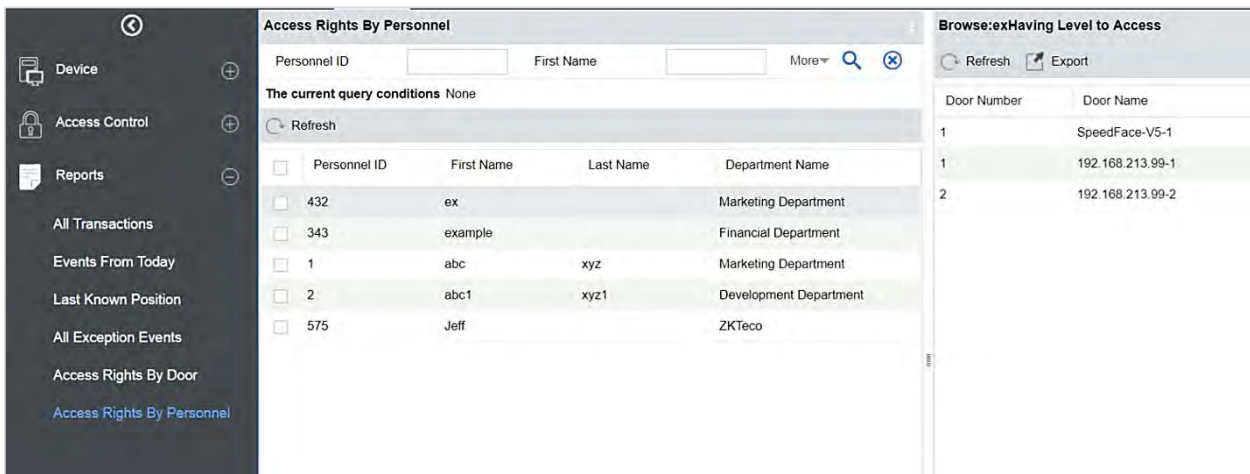 Device
Access Control
Reports
All Transactions
Events From Today
Last Known Position
All Exception Events
Access Rights By Door
Access Rights By Personnel
Access Rights By Personnel
Personnel ID First Name More
The current query conditions None
Refresh
Personnel ID First Name Last Name Department Name
432 ex Marketing Department
343 example Financial Department
1 abc xyz Marketing Department
2 abc1 xyz1 Development Department
575 Jeff ZKTeco
Browse:exHaving Level to Access
Refresh Export
Door Number Door Name
1 SpeedFace-V5-1
1 192.168.213.99-1
2 192.168.213.99-2